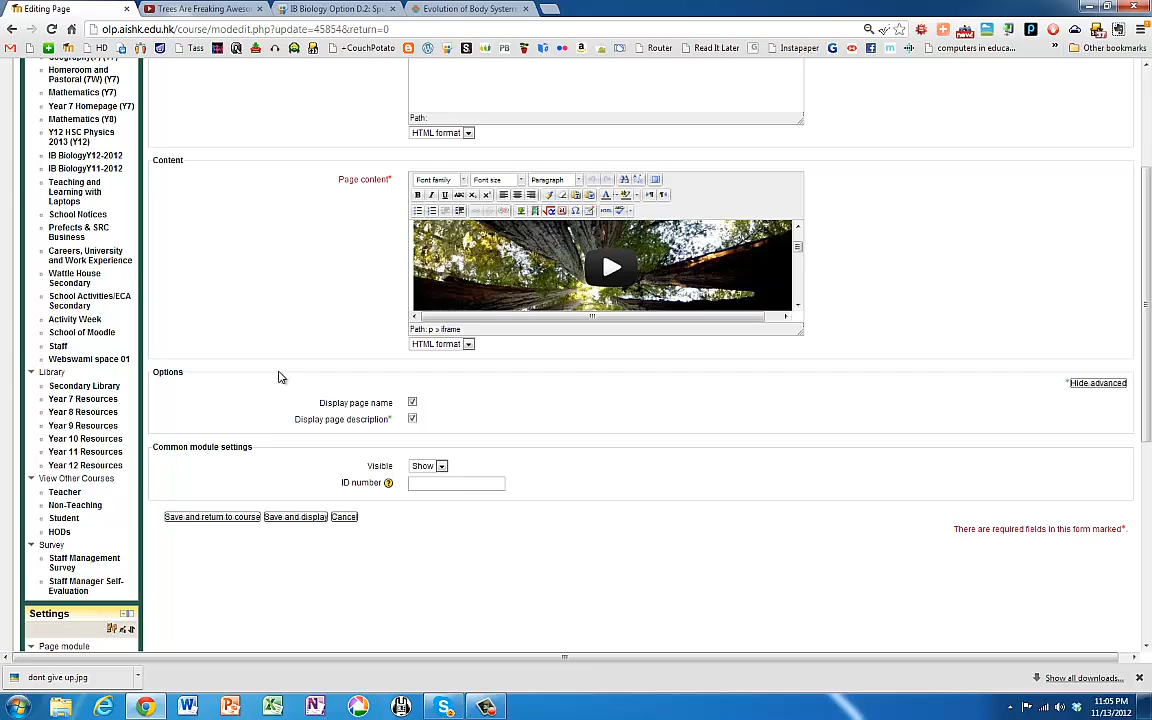 Editing Page
Trees Are Freaking Aweso
IB Biology Option D.2: Sp
Evolution of Body System
olp.aishk.edu.hk/course/modedit.php?update=45854&return=0
HD
Tass
+CouchPotato
PB
Router
Read It Later
Instapaper
computers in educa...
Other bookmarks
Homeroom and
Pastoral (7W) (Y7)
Mathematics (Y7)
Year 7 Homepage (Y7)
Mathematics (Y8)
Y12 HSC Physics
2013 (Y12)
IB BiologyY12-2012
IB BiologyY11-2012
Teaching and
Learning with
Laptops
School Notices
Prefects & SRC
Business
Careers, University
and Work Experience
Wattle House
Secondary
School Activities/ECA
Secondary
Activity Week
School of Moodle
Staff
Webswami space 01
Library
Secondary Library
Year 7 Resources
Year 8 Resources
Year 9 Resources
Year 10 Resources
Year 11 Resources
Year 12 Resources
View Other Courses
Teacher
Non-Teaching
Student
HODs
Survey
Staff Management
Survey
Staff Manager Self-
Evaluation
Settings
Page module
Path:
HTML format
Content
Page content*
Font family
Font size
Paragraph
Path: p » iframe
HTML format
Options
*Hide advanced
Display page name
Display page description*
Common module settings
Visible
Show
ID number
Save and return to course
Save and display
Cancel
There are required fields in this form marked*.
dont give up.jpg
Show all downloads...
11:05 PM
11/13/2012